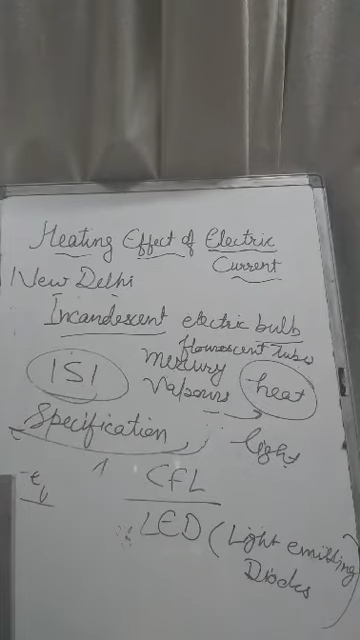 Heating Effect of Electric
Current
New Delhi
Incandescent electric bulb
flourescent Tube
Mercury
ISI Vapours heat
Specification
light
CFL
LED (Light emitting
Diodes